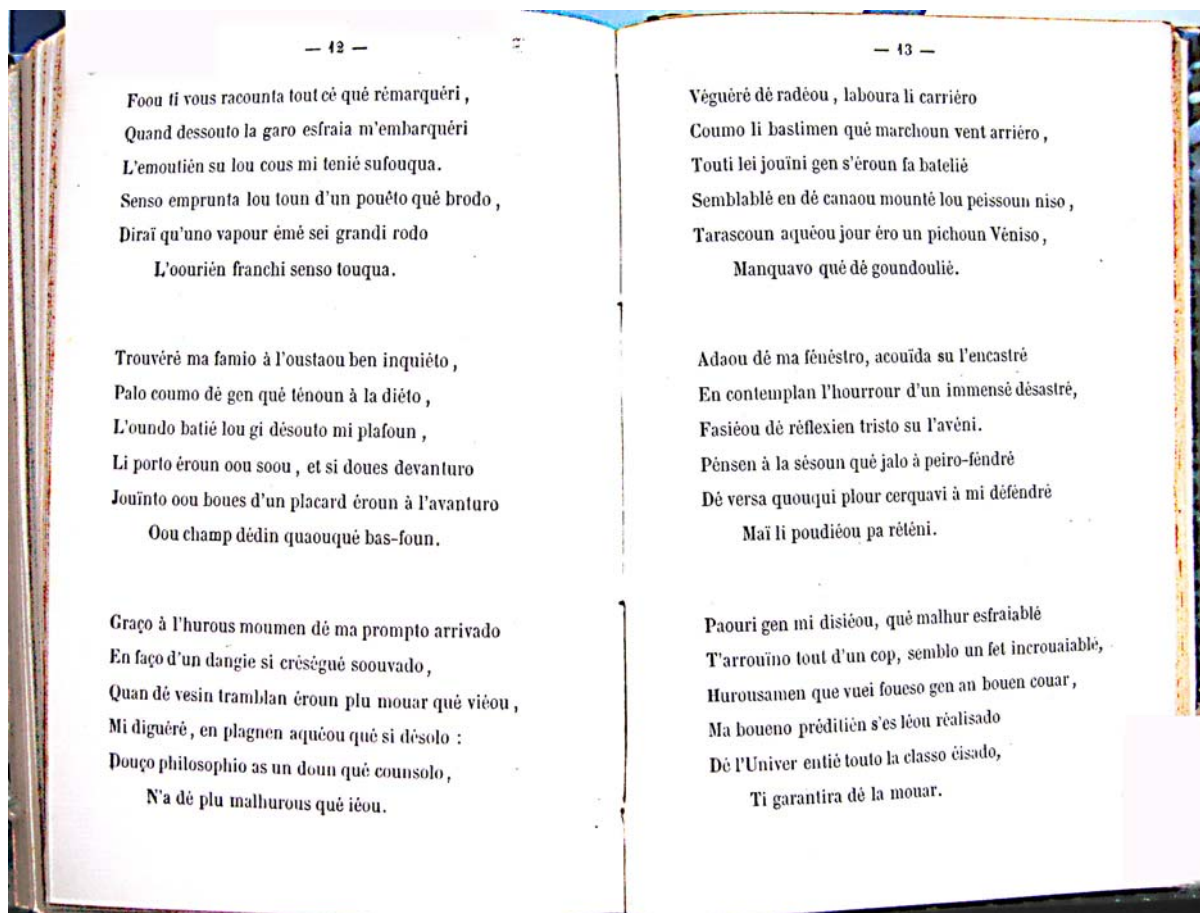 — 12 —
Foou ti vous racounta tout cé qué rémarquéri,
Quand dessouto la garo esfraia m'embarquéri
L'emoutién su lou cous mi tenié sufouqua.
Senso emprunta lou toun d'un pouêto qué brodo,
Diraï qu'uno vapour émé sei grandi rodo
L'oourién franchi senso touqua.
Trouvéré ma famio à l'oustaou ben inquiéto,
Palo coumo dé gen qué ténoun à la diéto,
L'oundo batié lou gi désouto mi plafoun,
Li porto éroun oou soou, et si doues devanturo
Jouïnto oou boues d'un placard éroun à l'avanturo
Oou champ dédin quaouqué bas-foun.
Graço à l'hurous moumen dé ma prompto arrivado
En faço d'un dangie si créségué soouvado,
Quan dé vesin tramblan éroun plu mouar qué viéou,
Mi diguéré, en plagnen aquéou qué si désolo :
Douço philosophio as un doun qué counsolo,
N'a dé plu malhurous qué iéou.
— 13 —
Véguéré dé radéou, laboura li carriéro
Coumo li bastimen qué marchoun vent arriéro,
Touti lei jouïni gen s'éroun fa batelié
Semblablé en dé canaou mounté lou peissoun niso,
Tarascoun aquéou jour éro un pichoun Véniso,
Manquavo qué dé goundoulié.
Adaou dé ma fénéstro, acouïda su l'encastré
En contemplan l'hourrour d'un immensé désastré,
Fasiéou dé réflexien tristo su l'avéni.
Pénsen à la sésoun qué jalo à peiro-féndré
Dé versa quouqui plour cerquavi à mi déféndré
Maï li poudiéou pa réténi.
Paouri gen mi disiéou, qué malhur esfraiablé
T'arrouïno tout d'un cop, semblo un fet incrouaiablé,
Hurousamen que vuei foueso gen an bouen couar,
Ma boueno préditién s'es léou réalisado
Dé l'Univer entié touto la classo éisado,
Ti garantira dé la mouar.